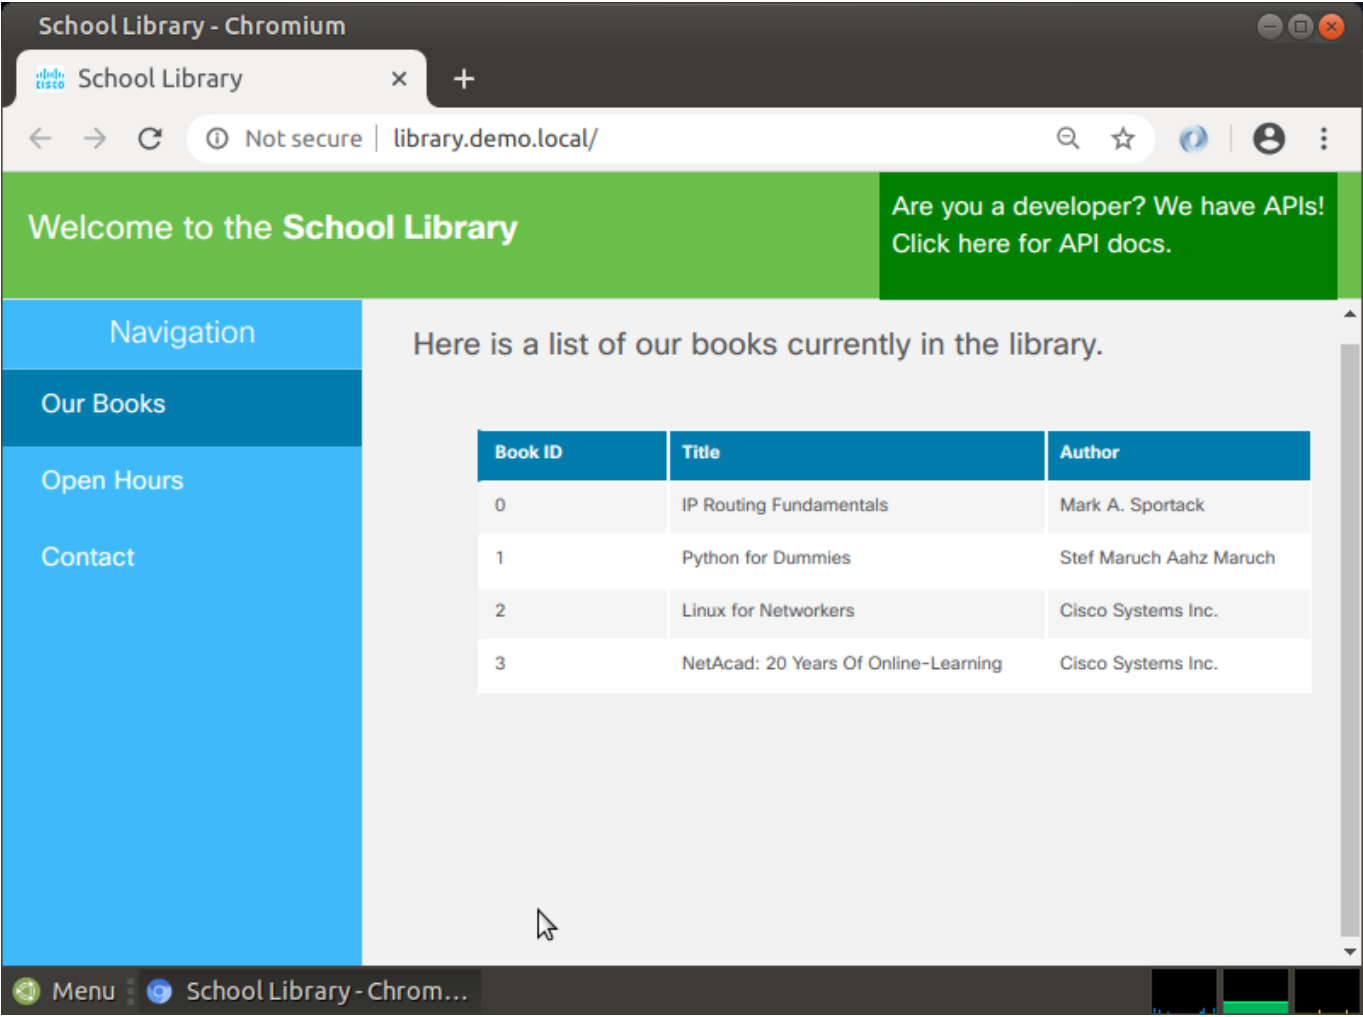 School Library - Chromium
cisco School Library
Not secure library.demo.local/
Welcome to the School Library
Are you a developer? We have APIs!
Click here for API docs.
Navigation
Our Books
Open Hours
Contact
Here is a list of our books currently in the library.
Book ID Title Author
0 IP Routing Fundamentals Mark A. Sportack
1 Python for Dummies Stef Maruch Aahz Maruch
2 Linux for Networkers Cisco Systems Inc.
3 NetAcad: 20 Years Of Online-Learning Cisco Systems Inc.
Menu School Library - Chrom...